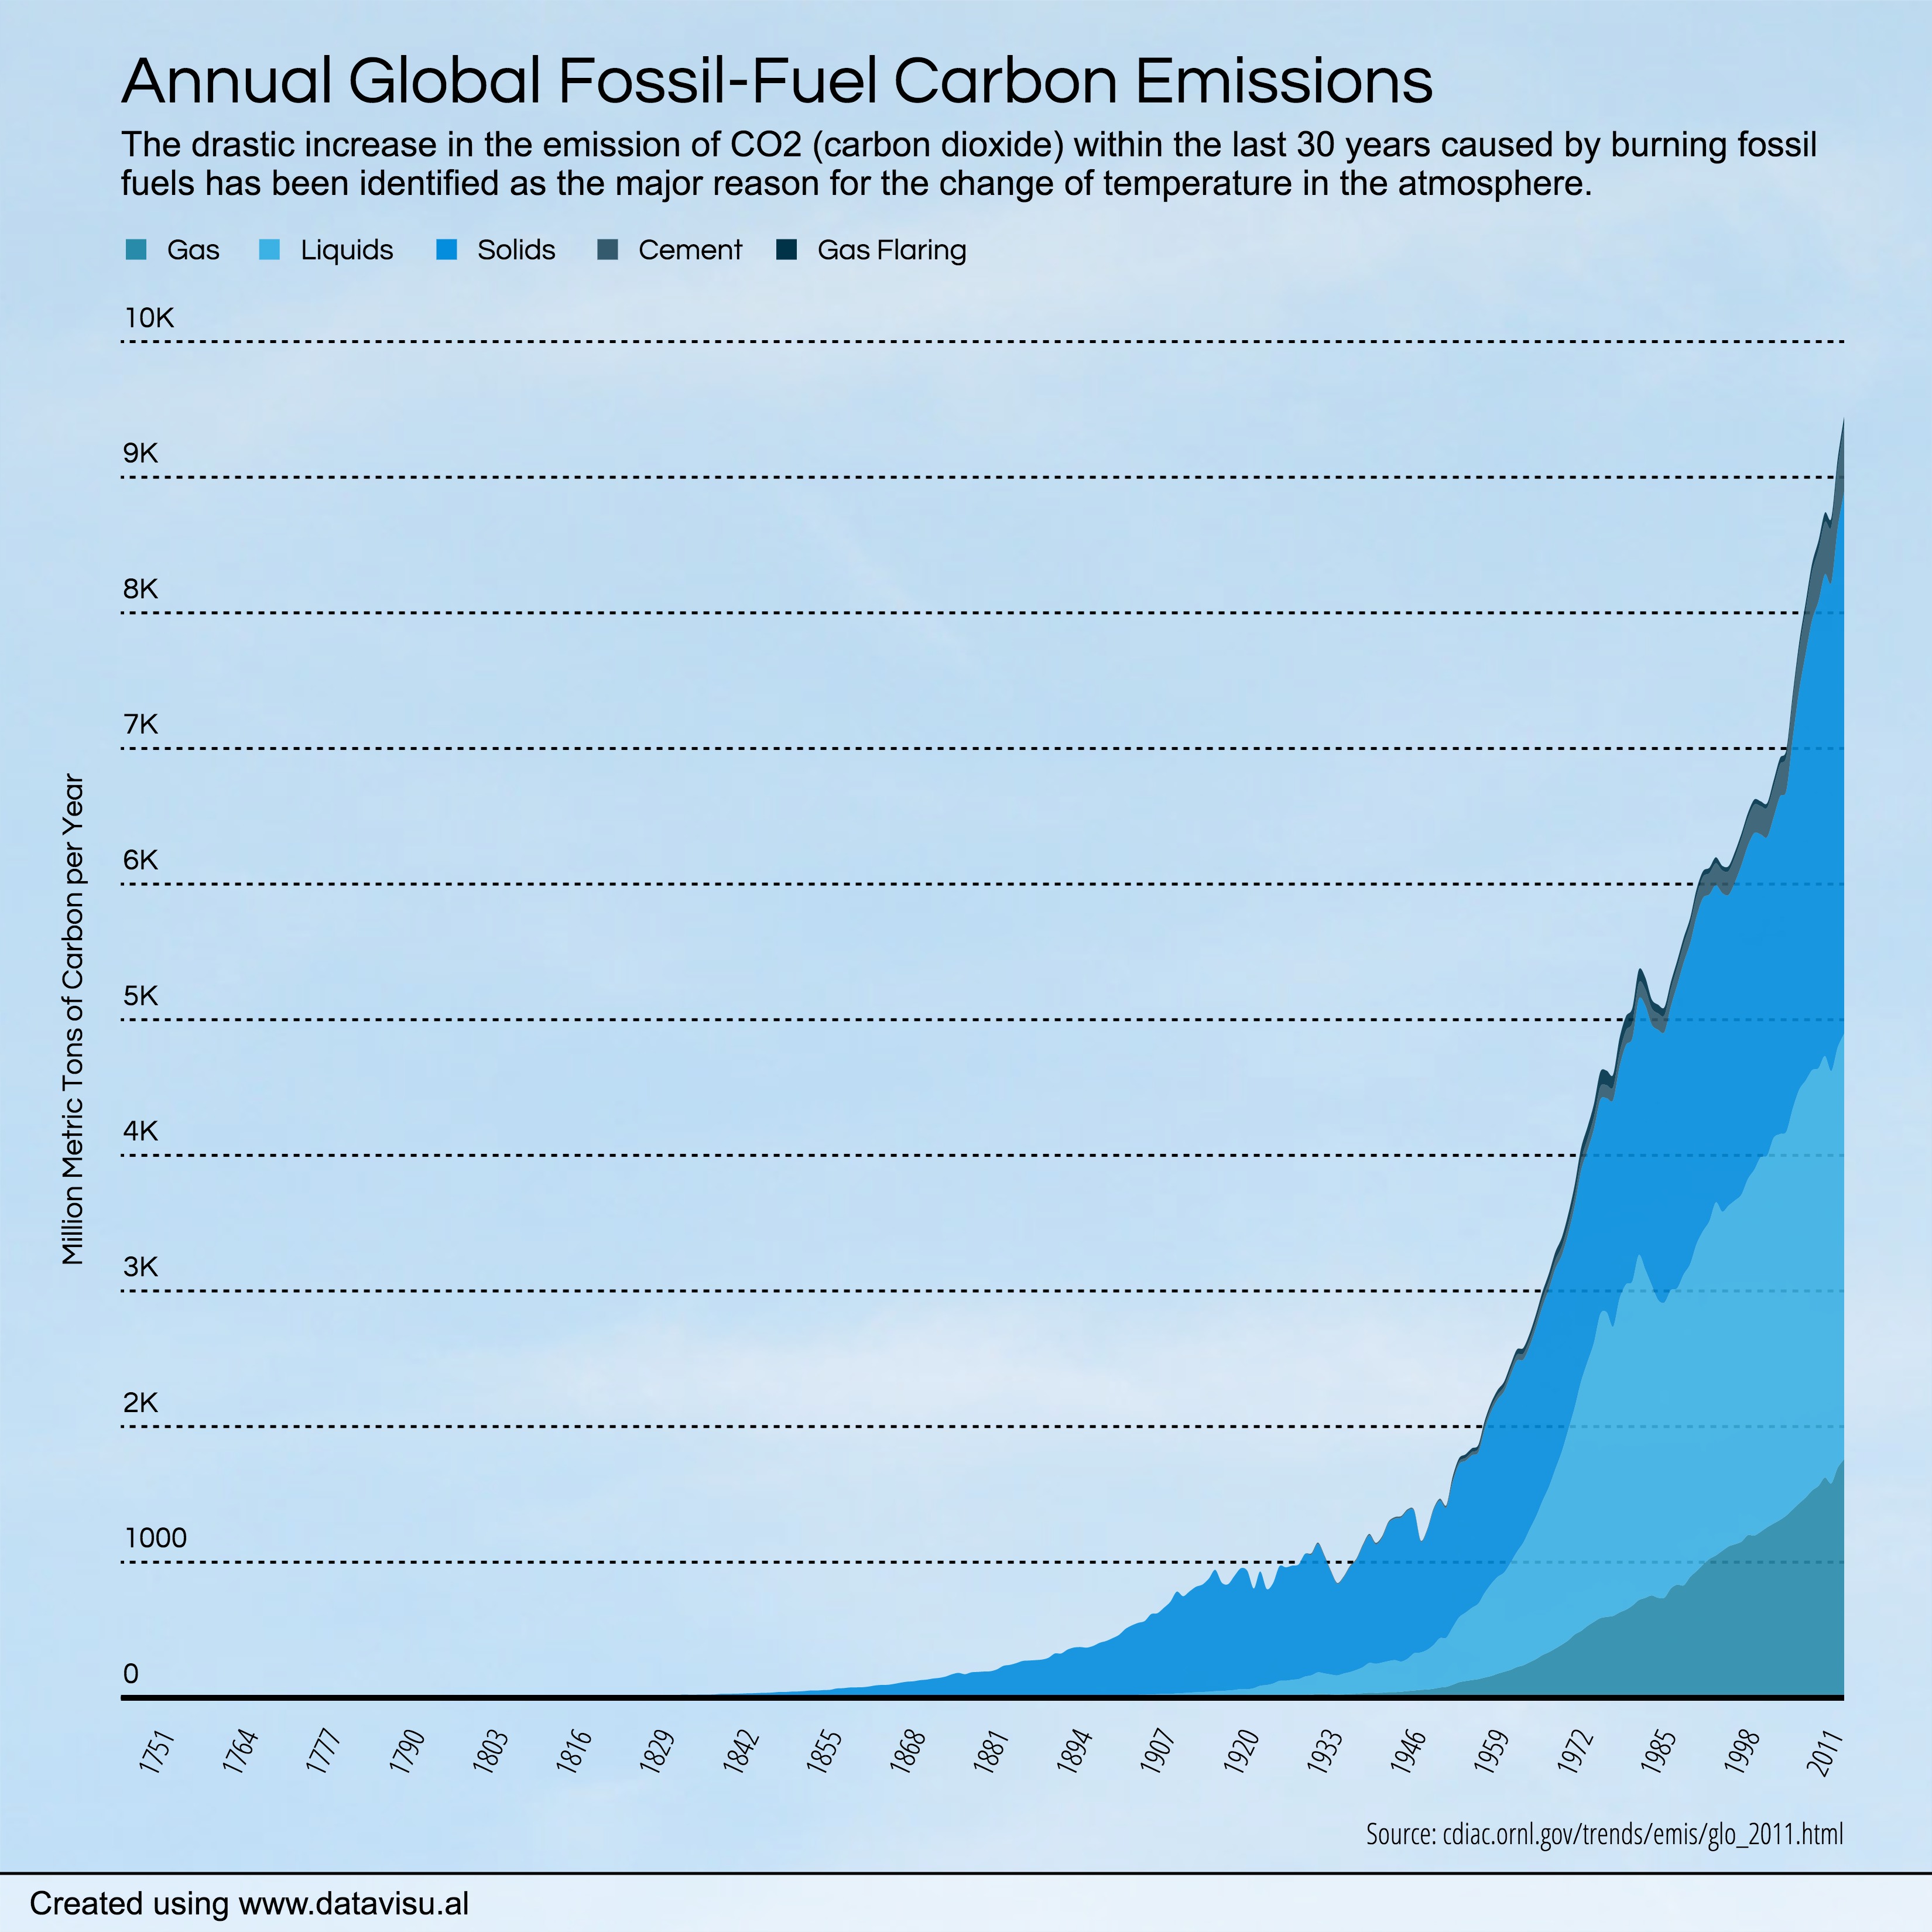 Annual Global Fossil-Fuel Carbon Emissions
The drastic increase in the emission of CO2 (carbon dioxide) within the last 30 years caused by burning fossil
fuels has been identified as the major reason for the change of temperature in the atmosphere.
Gas Liquids Solids Cement Gas Flaring
10K
9K
8K
7K
6K
5K
4K
3K
2K
1000
0
Million Metric Tons of Carbon per Year
1751 1764 1777 1790 1803 1816 1829 1842 1855 1868 1881 1894 1907 1920 1933 1946 1959 1972 1985 1998 2011
Source: cdiac.ornl.gov/trends/emis/glo_2011.html
Created using www.datavisu.al